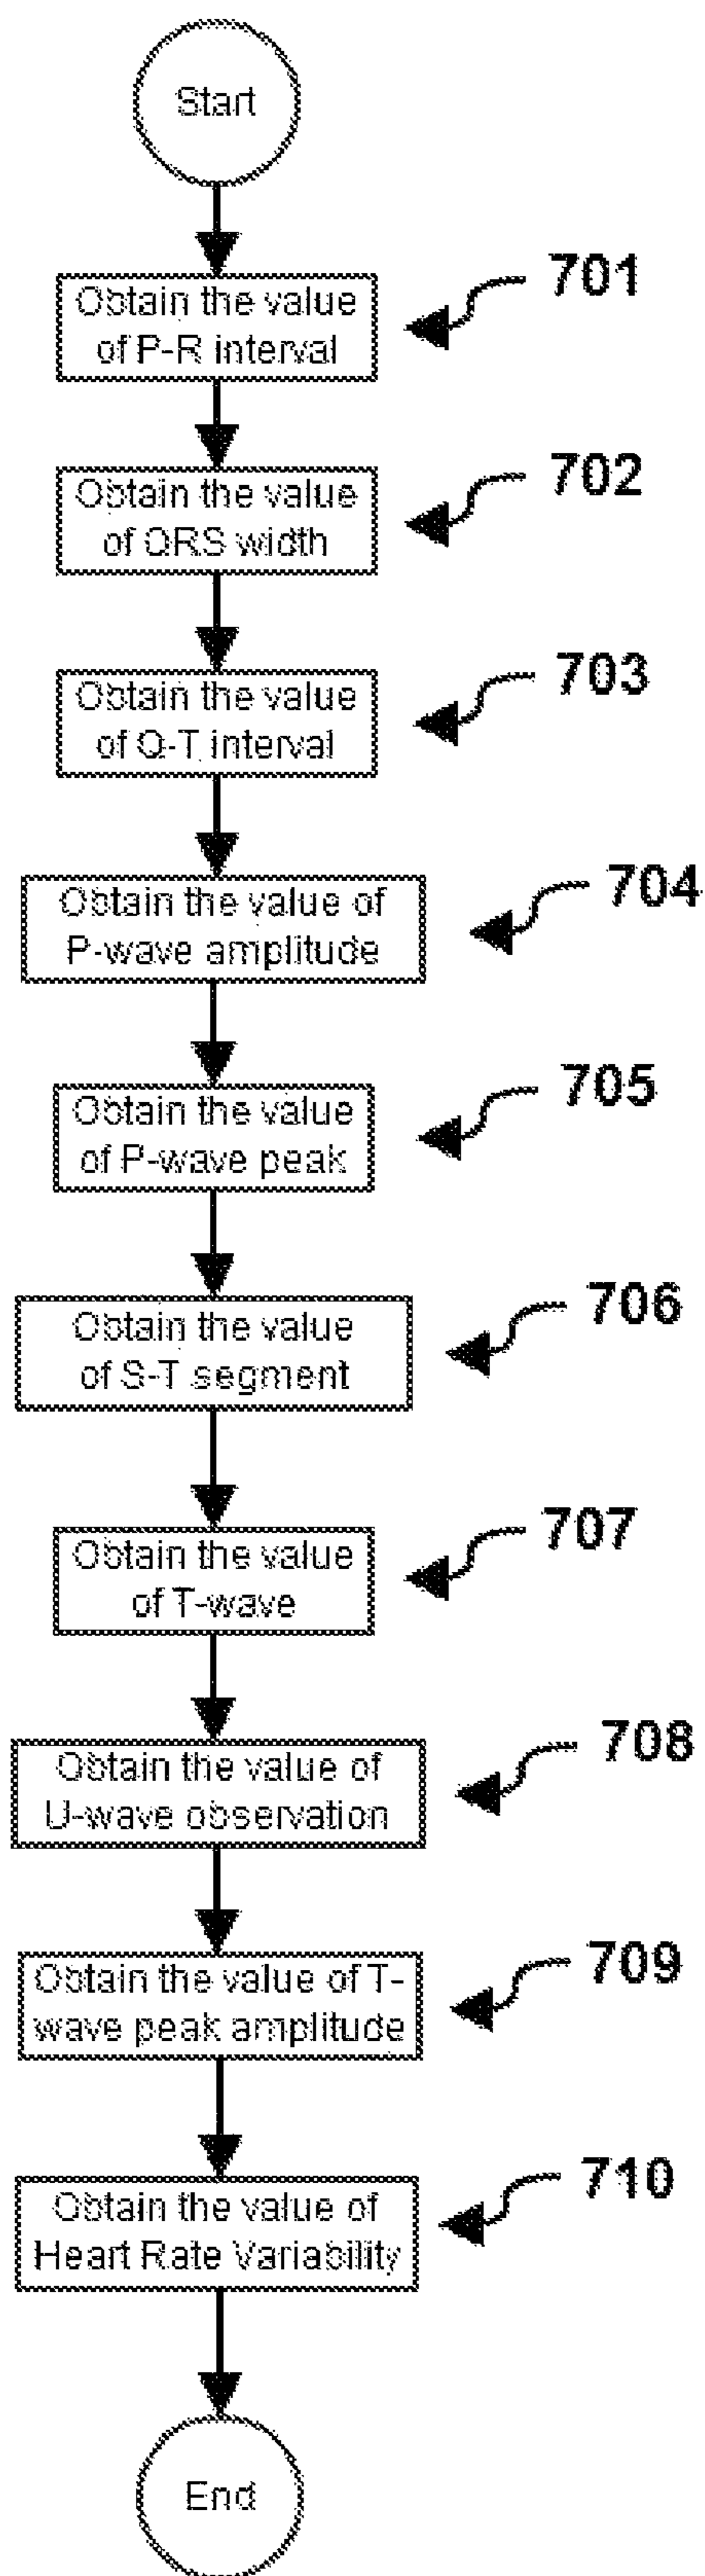 Start
Obtain the value
of P-R interval
701
Obtain the value
of QRS width
702
Obtain the value
of Q-T interval
703
Obtain the value of
P-wave amplitude
704
Obtain the value
of P-wave peak
705
Obtain the value
of S-T segment
706
Obtain the value
of T-wave
707
Obtain the value of
U-wave observation
708
Obtain the value of T-
wave peak amplitude
709
Obtain the value of
Heart Rate Variability
710
End